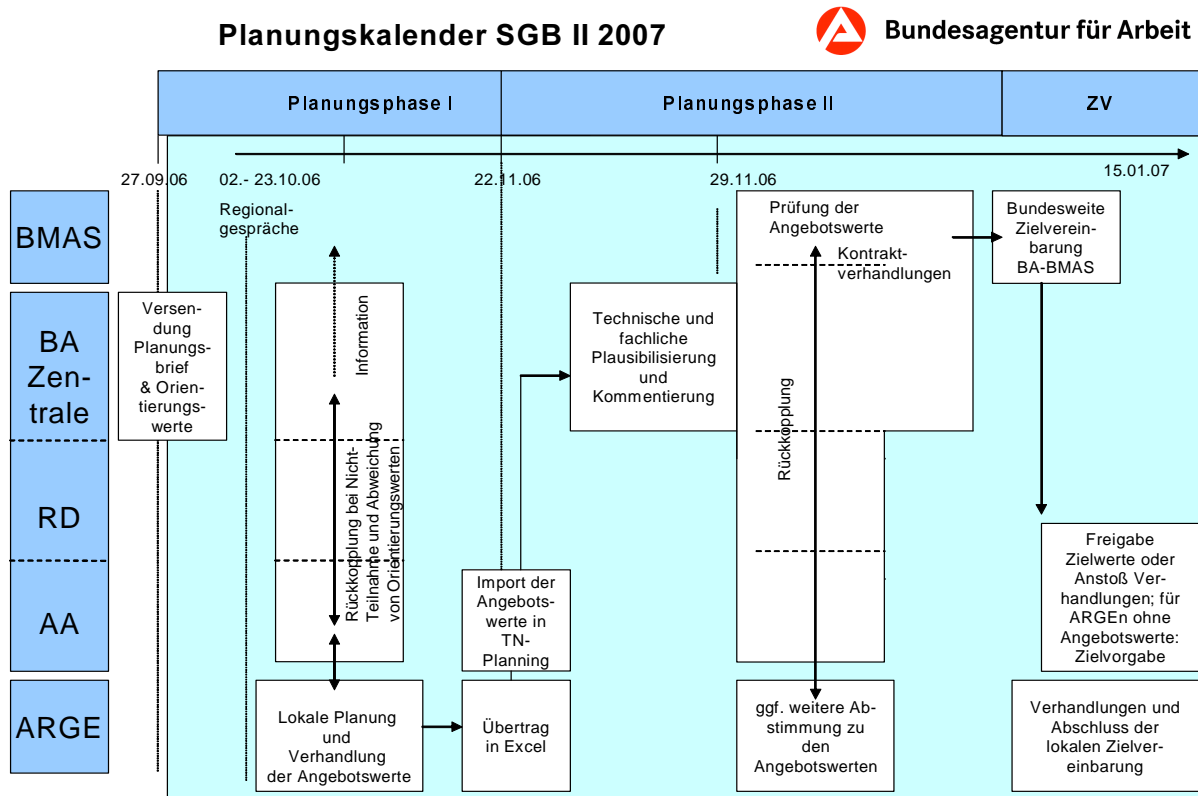 Planungskalender SGB II 2007
Bundesagentur für Arbeit
Planungsphase I
Planungsphase II
ZV
27.09.06
02.- 23.10.06
22.11.06
29.11.06
15.01.07
Regional-
gespräche
BMAS
Prüfung der
Angebotswerte
Kontrakt-
verhandlungen
Bundesweite
Zielverein-
barung
BA-BMAS
BA
Zen-
trale
Versen-
dung
Planungs-
brief
& Orien-
tierungs-
werte
Information
Technische und
fachliche
Plausibilisierung
und
Kommentierung
Rückkopplung
RD
Rückkopplung bei Nicht-
Teilnahme und Abweichung
von Orientierungswerten
AA
Import der
Angebots-
werte in
TN-
Planning
Freigabe
Zielwerte oder
Anstoß Ver-
handlungen; für
ARGEn ohne
Angebotswerte:
Zielvorgabe
ARGE
Lokale Planung
und
Verhandlung
der Angebotswerte
Übertrag
in Excel
ggf. weitere Ab-
stimmung zu
den
Angebotswerten
Verhandlungen und
Abschluss der
lokalen Zielver-
einbarung